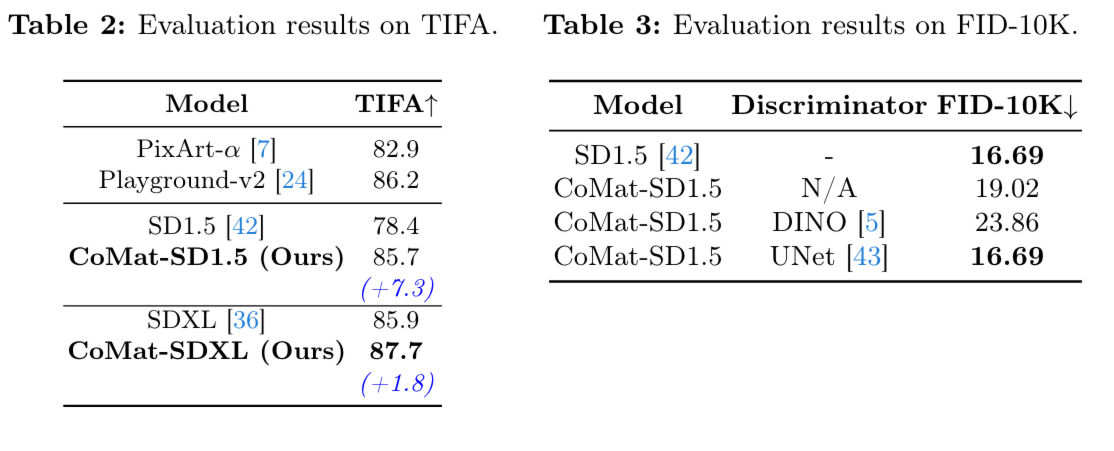 Table 2: Evaluation results on TIFA.
Model TIFA↑
PixArt-α [7] 82.9
Playground-v2 [24] 86.2
SD1.5 [42] 78.4
CoMat-SD1.5 (Ours) 85.7
(+7.3)
SDXL [36] 85.9
CoMat-SDXL (Ours) 87.7
(+1.8)
Table 3: Evaluation results on FID-10K.
Model Discriminator FID-10K↓
SD1.5 [42] - 16.69
CoMat-SD1.5 N/A 19.02
CoMat-SD1.5 DINO [5] 23.86
CoMat-SD1.5 UNet [43] 16.69